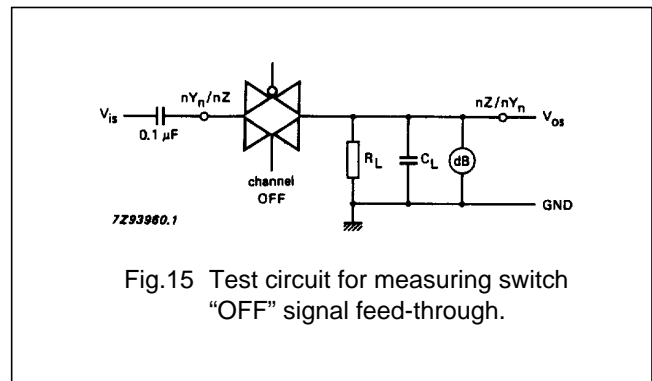 V_is
0.1 µF
nY_n/nZ
channel
OFF
R_L
C_L
dB
nZ/nY_n
V_os
GND
7Z93960.1
Fig.15 Test circuit for measuring switch
“OFF” signal feed-through.